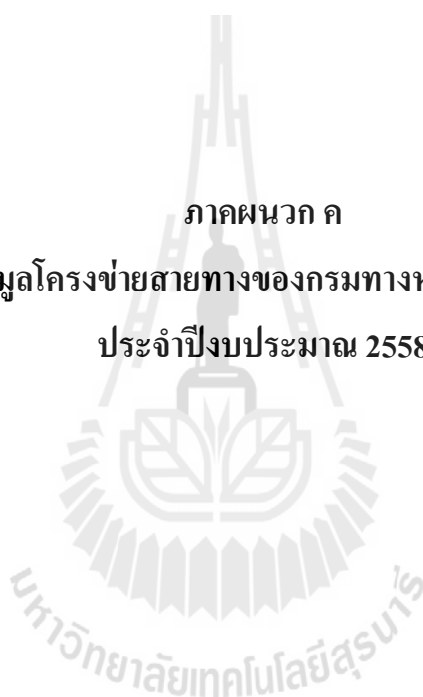 ภาคผนวก ค
มูลโครงข่ายสายทางของกรมทางห
ประจำปีงบประมาณ 2558
มหาวิทยาลัยเทคโนโลยีสุรนารี